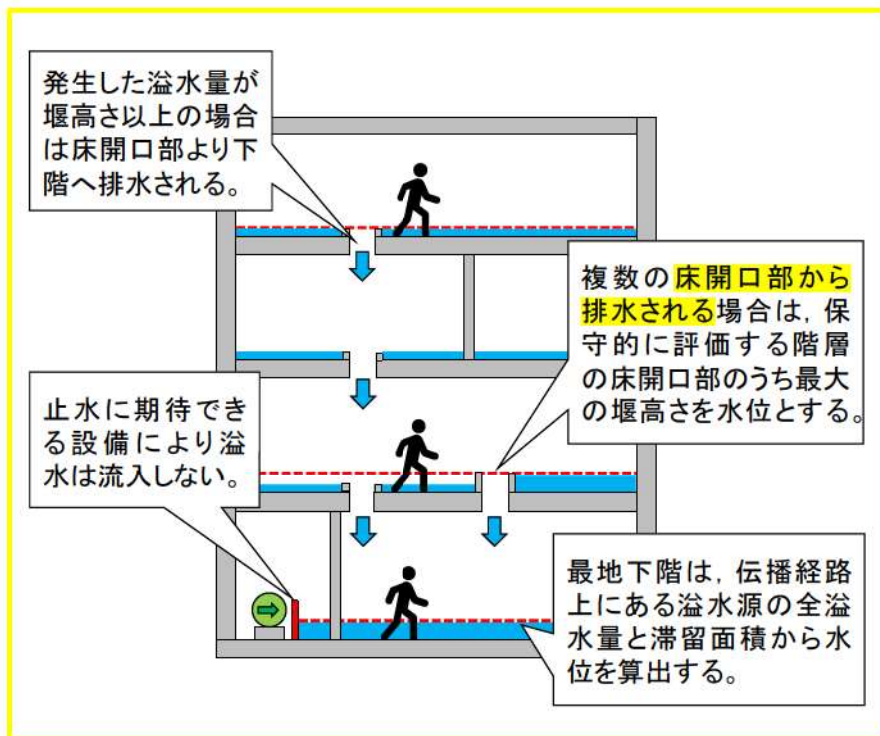 発生した溢水量が
堰高さ以上の場合
は床開口部より下
階へ排水される。
複数の床開口部から
排水される場合は，保
守的に評価する階層
の床開口部のうち最大
の堰高さを水位とする。
止水に期待でき
る設備により溢
水は流入しない。
最地下階は，伝播経路
上にある溢水源の全溢
水量と滞留面積から水
位を算出する。